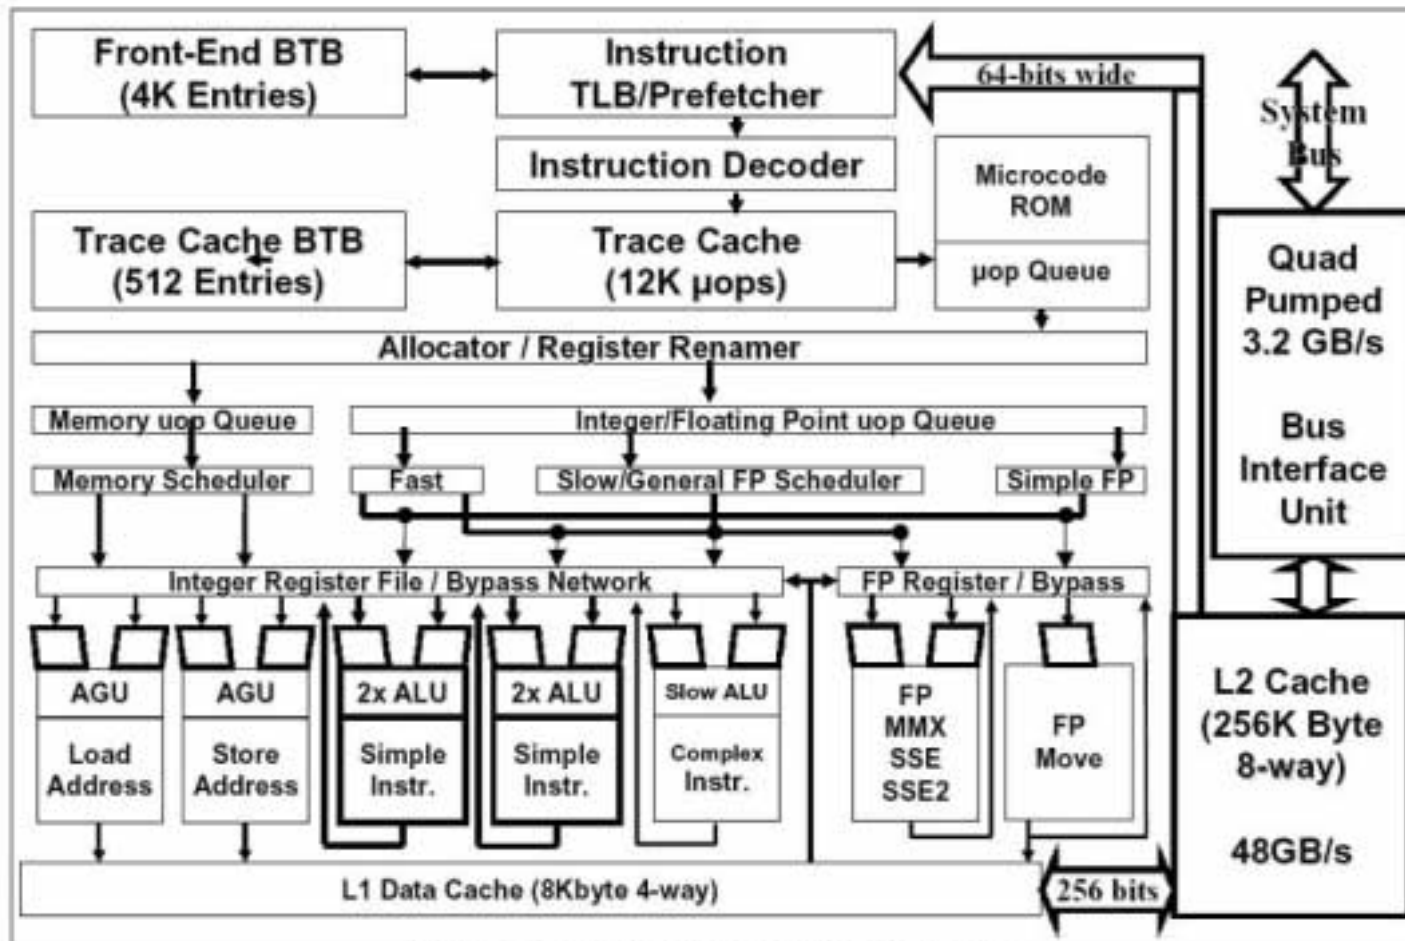 Front-End BTB
(4K Entries)
Instruction
TLB/Prefetcher
64-bits wide
System
Bus
Instruction Decoder
Microcode
ROM
Trace Cache BTB
(512 Entries)
Trace Cache
(12K µops)
µop Queue
Quad
Pumped
3.2 GB/s
Bus
Interface
Unit
Allocator / Register Renamer
Memory uop Queue
Integer/Floating Point uop Queue
Memory Scheduler
Fast
Slow/General FP Scheduler
Simple FP
Integer Register File / Bypass Network
FP Register / Bypass
AGU
Load
Address
AGU
Store
Address
2x ALU
Simple
Instr.
2x ALU
Simple
Instr.
Slow ALU
Complex
Instr.
FP
MMX
SSE
SSE2
FP
Move
L2 Cache
(256K Byte
8-way)
48GB/s
L1 Data Cache (8Kbyte 4-way)
256 bits